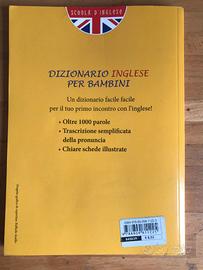 SCUOLA D'INGLESE
DIZIONARIO INGLESE
PER BAMBINI
Un dizionario facile facile
per il tuo primo incontro con l'inglese!
• Oltre 1000 parole
• Trascrizione semplificata
della pronuncia
• Chiare schede illustrate